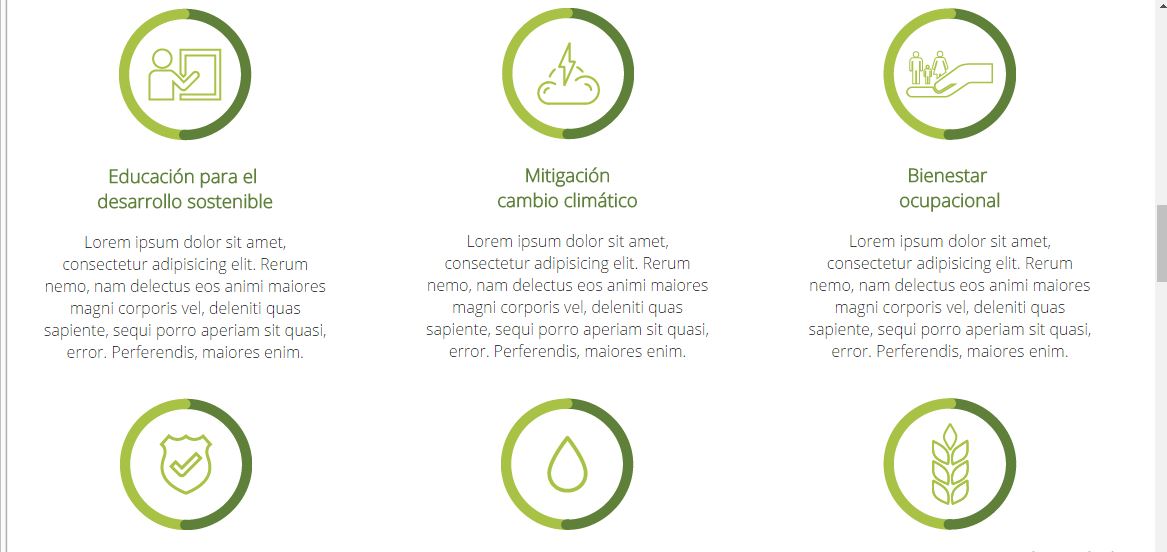 Educación para el
desarrollo sostenible
Lorem ipsum dolor sit amet,
consectetur adipisicing elit. Rerum
nemo, nam delectus eos animi maiores
magni corporis vel, deleniti quas
sapiente, sequi porro aperiam sit quasi,
error. Perferendis, maiores enim.
Mitigación
cambio climático
Lorem ipsum dolor sit amet,
consectetur adipisicing elit. Rerum
nemo, nam delectus eos animi maiores
magni corporis vel, deleniti quas
sapiente, sequi porro aperiam sit quasi,
error. Perferendis, maiores enim.
Bienestar
ocupacional
Lorem ipsum dolor sit amet,
consectetur adipisicing elit. Rerum
nemo, nam delectus eos animi maiores
magni corporis vel, deleniti quas
sapiente, sequi porro aperiam sit quasi,
error. Perferendis, maiores enim.